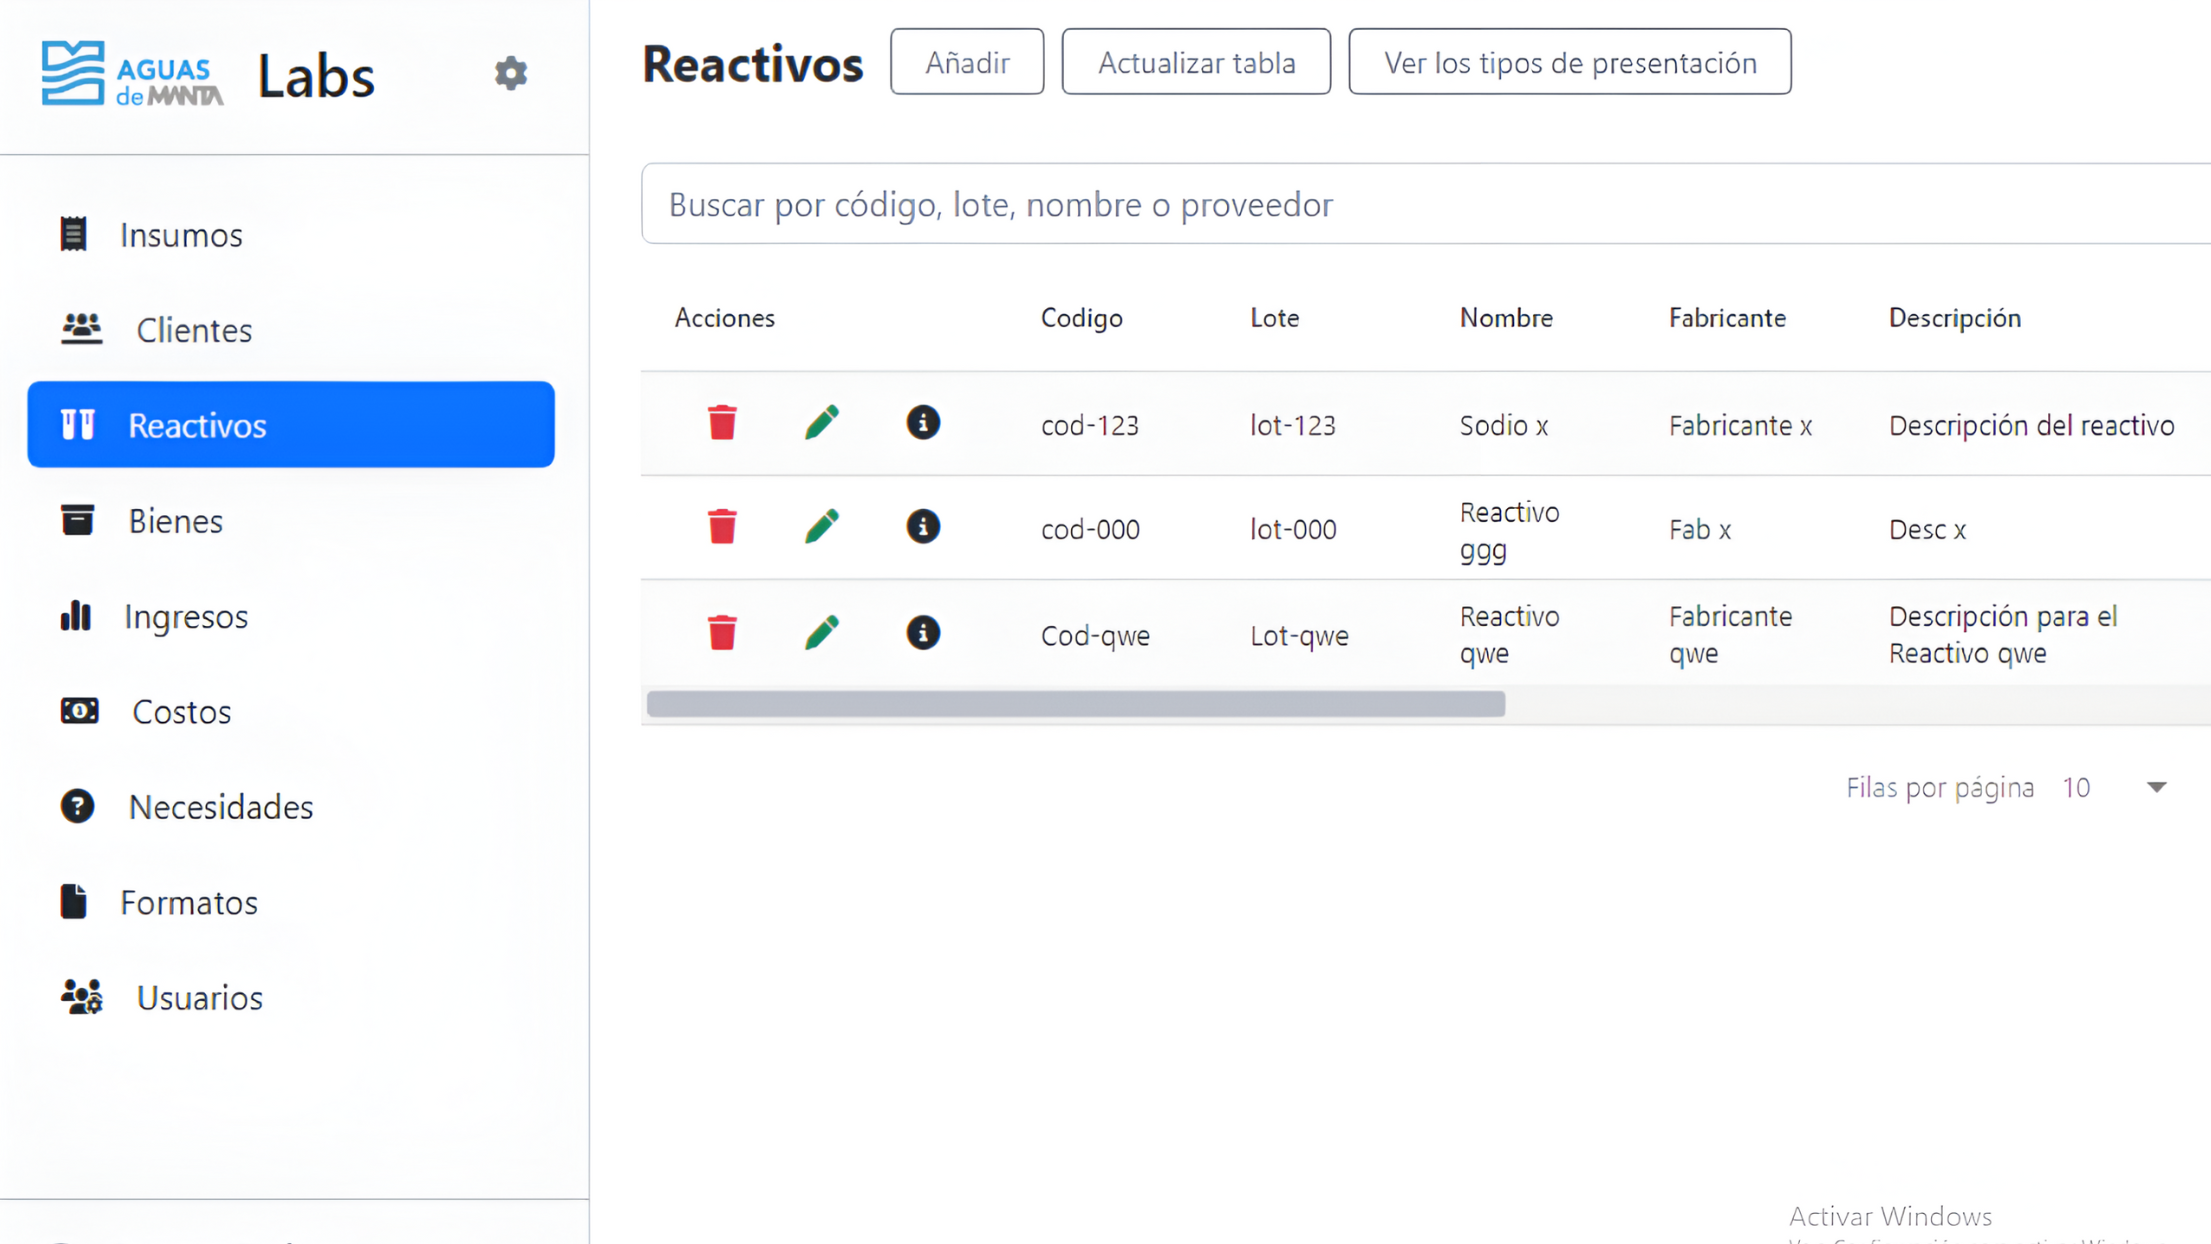 AGUAS
de MANTA
Labs
Insumos
Clientes
Reactivos
Bienes
Ingresos
Costos
Necesidades
Formatos
Usuarios
Reactivos Añadir Actualizar tabla Ver los tipos de presentación
Buscar por código, lote, nombre o proveedor
Acciones Codigo Lote Nombre Fabricante Descripción
cod-123 lot-123 Sodio x Fabricante x Descripción del reactivo
cod-000 lot-000 Reactivo ggg Fab x Desc x
Cod-qwe Lot-qwe Reactivo qwe Fabricante qwe Descripción para el Reactivo qwe
Filas por página 10
Activar Windows